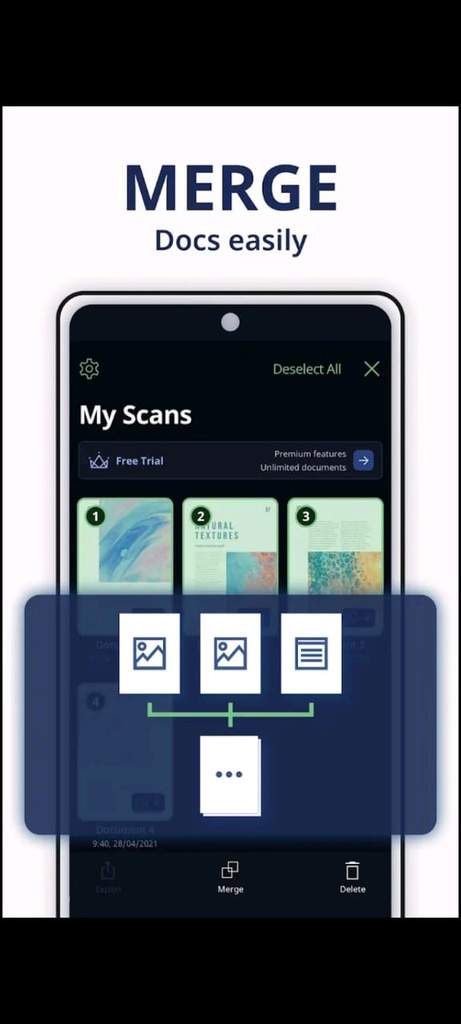 MERGE
Docs easily
Deselect All
My Scans
Free Trial
Premium features
Unlimited documents
1
2
3
NATURAL
TEXTURES
4
Document 4
9:40, 28/04/2021
Export
Merge
Delete